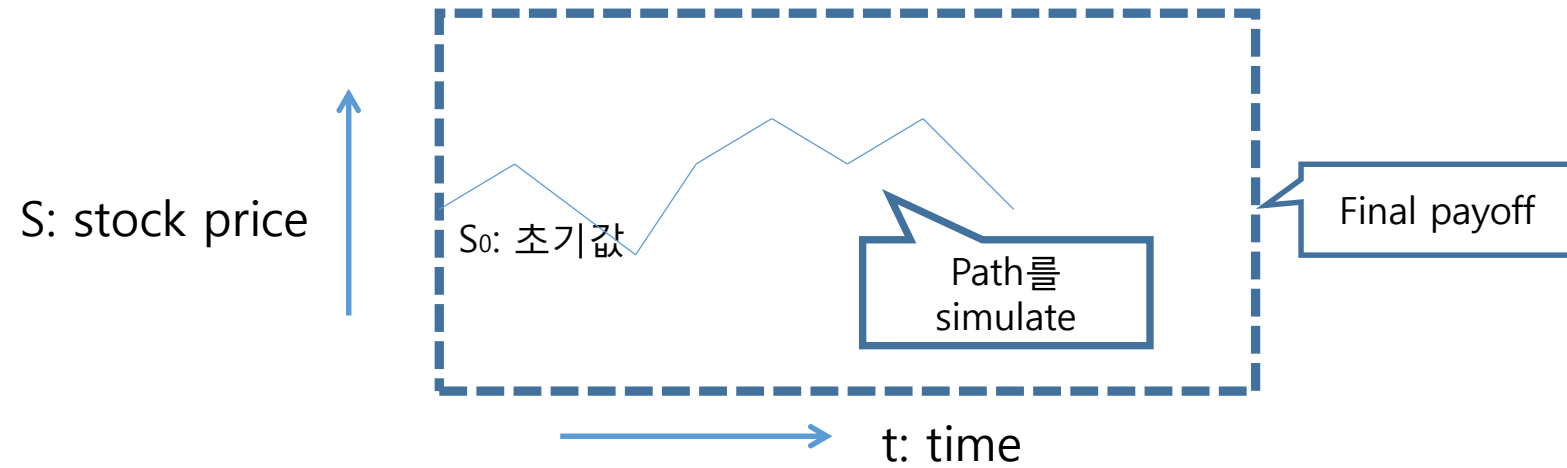 S: stock price
S₀: 초기값
Path를
simulate
Final payoff
t: time